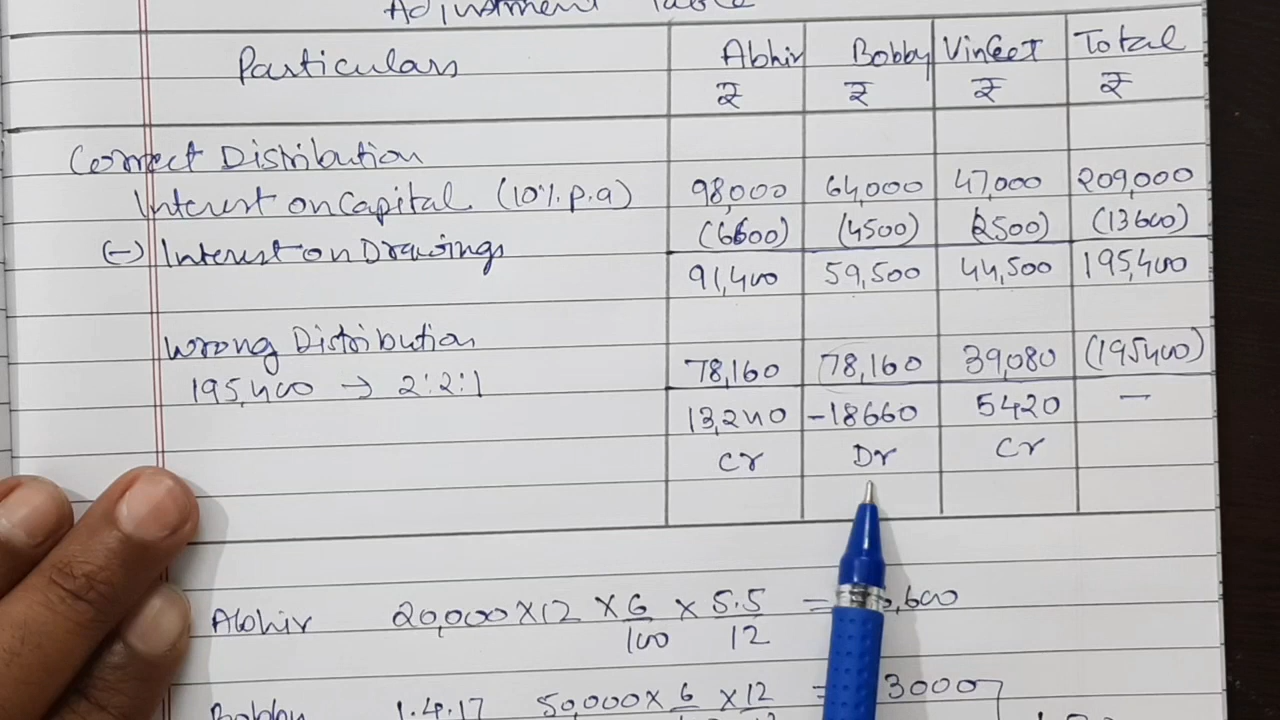 Adjustment Table
Particulars Abhir Bobby Vineet Total
₹ ₹ ₹ ₹
Correct Distribution
Interest on Capital (10% p.a) 98,000 64,000 47,000 209,000
(-) Interest on Drawings (6600) (4500) (2500) (13600)
91,400 59,500 44,500 195,400
Wrong Distribution
195,400 → 2:2:1 78,160 78,160 39,080 (195400)
13,240 -18660 5420 —
Cr Dr Cr
Abhir 20,000 × 12 × 6/100 × 5.5/12 = ,600
Bobby 1.4.17 50,000 × 6 × 12 = 3000